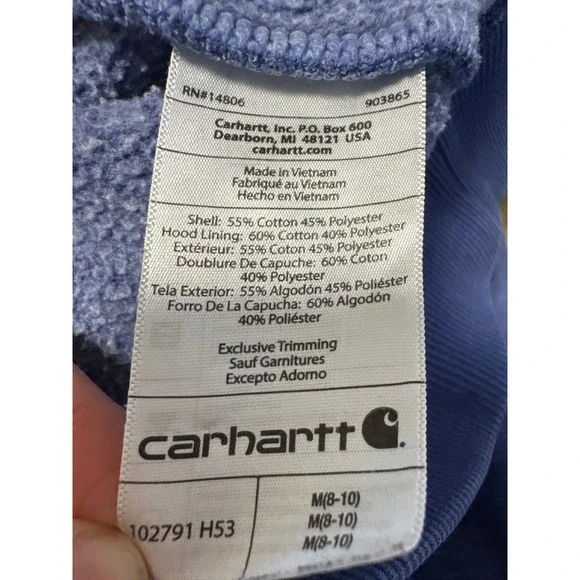 RN#14806 903865
Carhartt, Inc. P.O. Box 600
Dearborn, MI 48121 USA
carhartt.com
Made in Vietnam
Fabriqué au Vietnam
Hecho en Vietnam
Shell: 55% Cotton 45% Polyester
Hood Lining: 60% Cotton 40% Polyester
Extérieur: 55% Coton 45% Polyester
Doublure De Capuche: 60% Coton
40% Polyester
Tela Exterior: 55% Algodón 45% Poliéster
Forro De La Capucha: 60% Algodón
40% Poliéster
Exclusive Trimming
Sauf Garnitures
Excepto Adorno
carhartt
102791 H53
M(8-10)
M(8-10)
M(8-10)